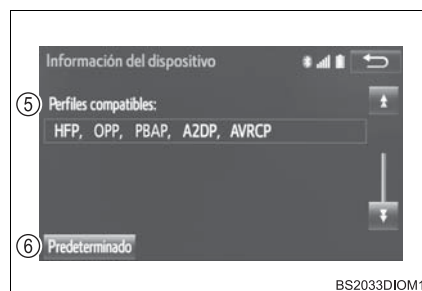 Información del dispositivo
⑤ Perfiles compatibles:
HFP, OPP, PBAP, A2DP, AVRCP
⑥ Predeterminado
BS2033DIOM1